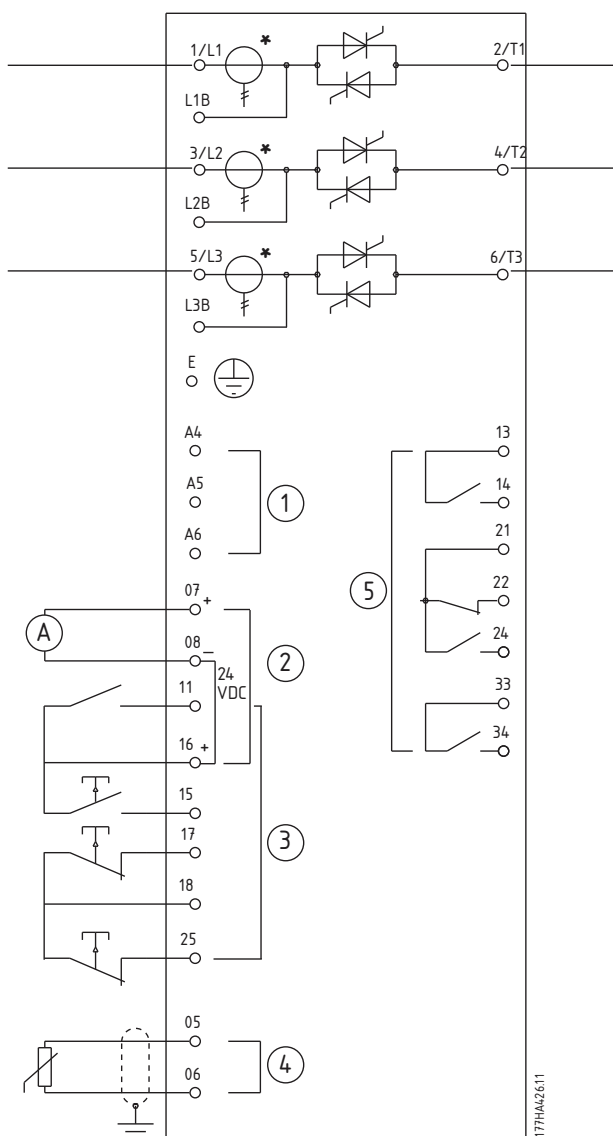 1/L1
*
2/T1
L1B
3/L2
*
4/T2
L2B
5/L3
*
6/T3
L3B
E
A4
A5
A6
1
13
14
21
22
24
33
34
5
07 +
A
08 –
24
VDC
2
11
16 +
15
17
3
18
25
05
4
06
177HA426.11